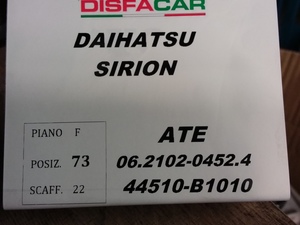 DISFACAR
DAIHATSU
SIRION
PIANO F
POSIZ. 73
SCAFF. 22
ATE
06.2102-0452.4
44510-B1010